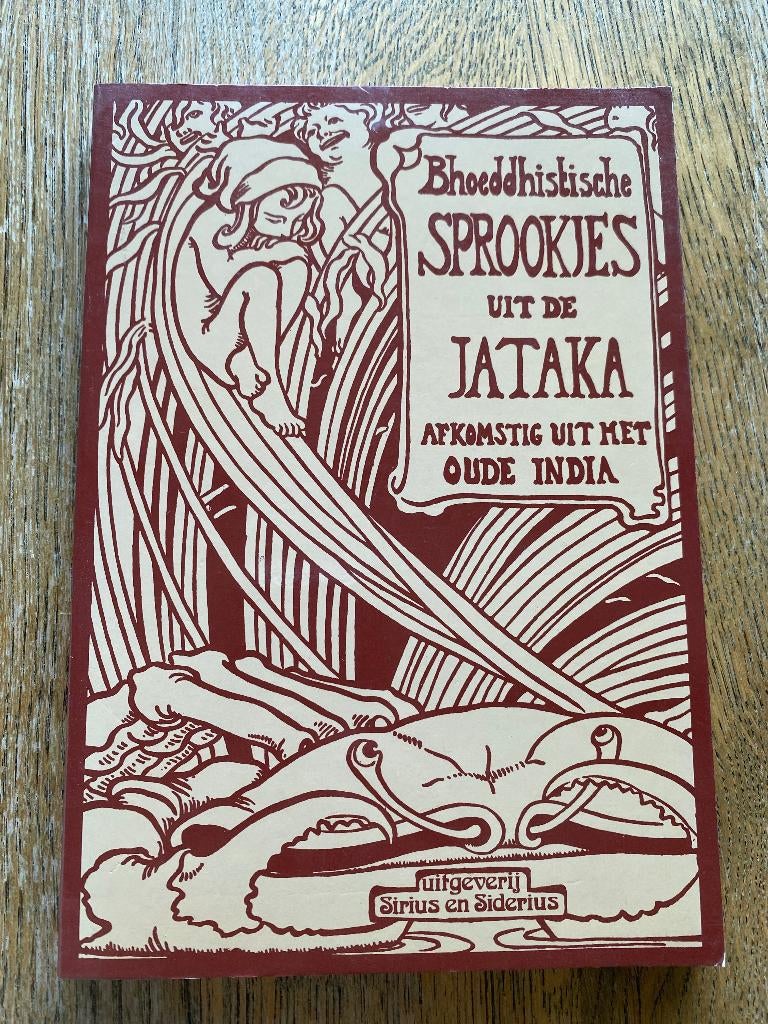 Bhoeddhistische
SPROOKJES
UIT DE
JATAKA
AFKOMSTIG UIT HET
OUDE INDIA
uitgeverij
Sirius en Siderius